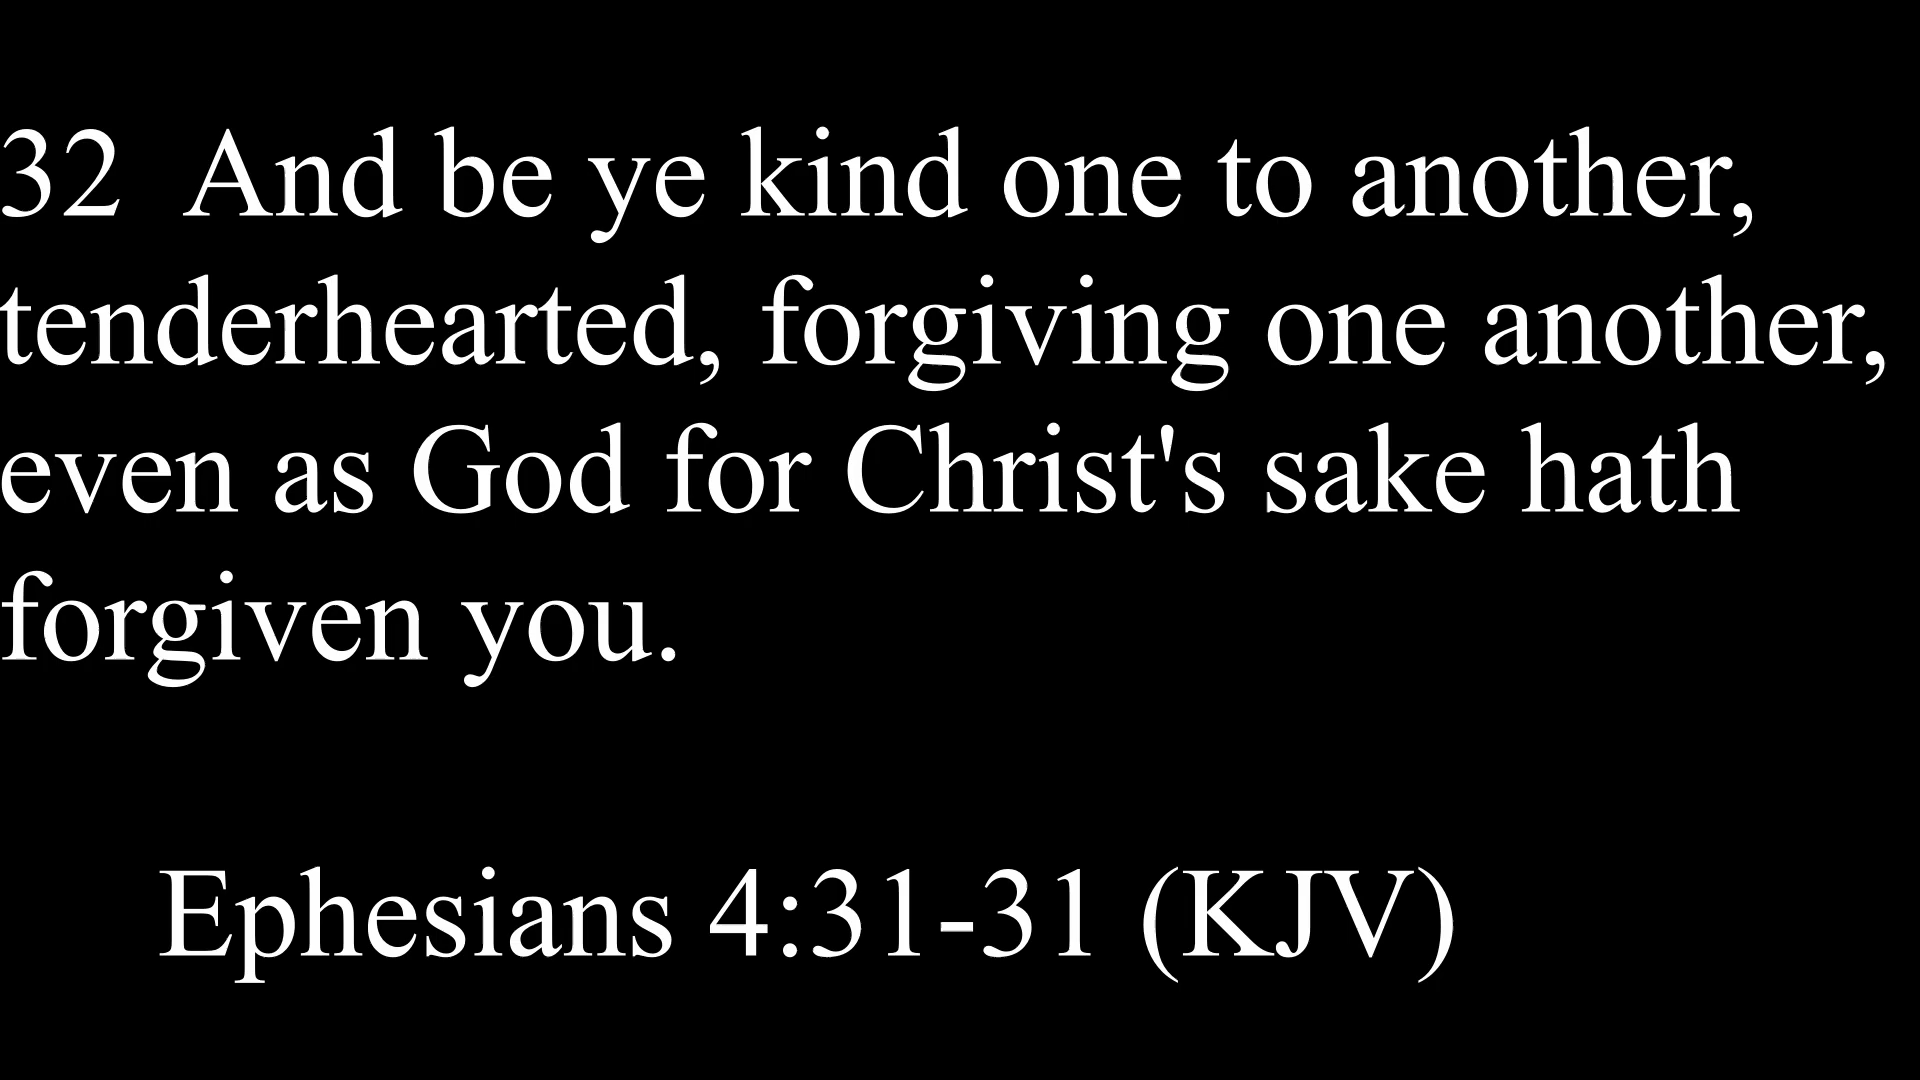 32  And be ye kind one to another,
tenderhearted, forgiving one another,
even as God for Christ's sake hath
forgiven you.
Ephesians 4:31-31 (KJV)